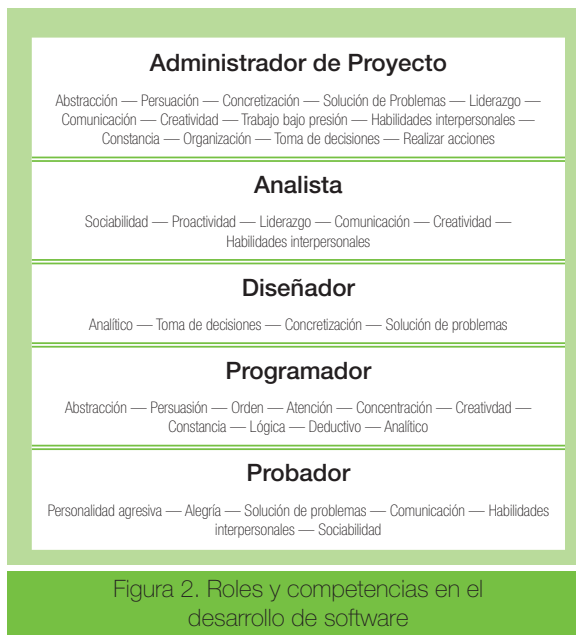 Administrador de Proyecto
Abstracción — Persuación — Concretización — Solución de Problemas — Liderazgo —
Comunicación — Creatividad — Trabajo bajo presión — Habilidades interpersonales —
Constancia — Organización — Toma de decisiones — Realizar acciones
Analista
Sociabilidad — Proactividad — Liderazgo — Comunicación — Creatividad —
Habilidades interpersonales
Diseñador
Analítico — Toma de decisiones — Concretización — Solución de problemas
Programador
Abstracción — Persuasión — Orden — Atención — Concentración — Creativdad —
Constancia — Lógica — Deductivo — Analítico
Probador
Personalidad agresiva — Alegría — Solución de problemas — Comunicación — Habilidades
interpersonales — Sociabilidad
Figura 2. Roles y competencias en el
desarrollo de software